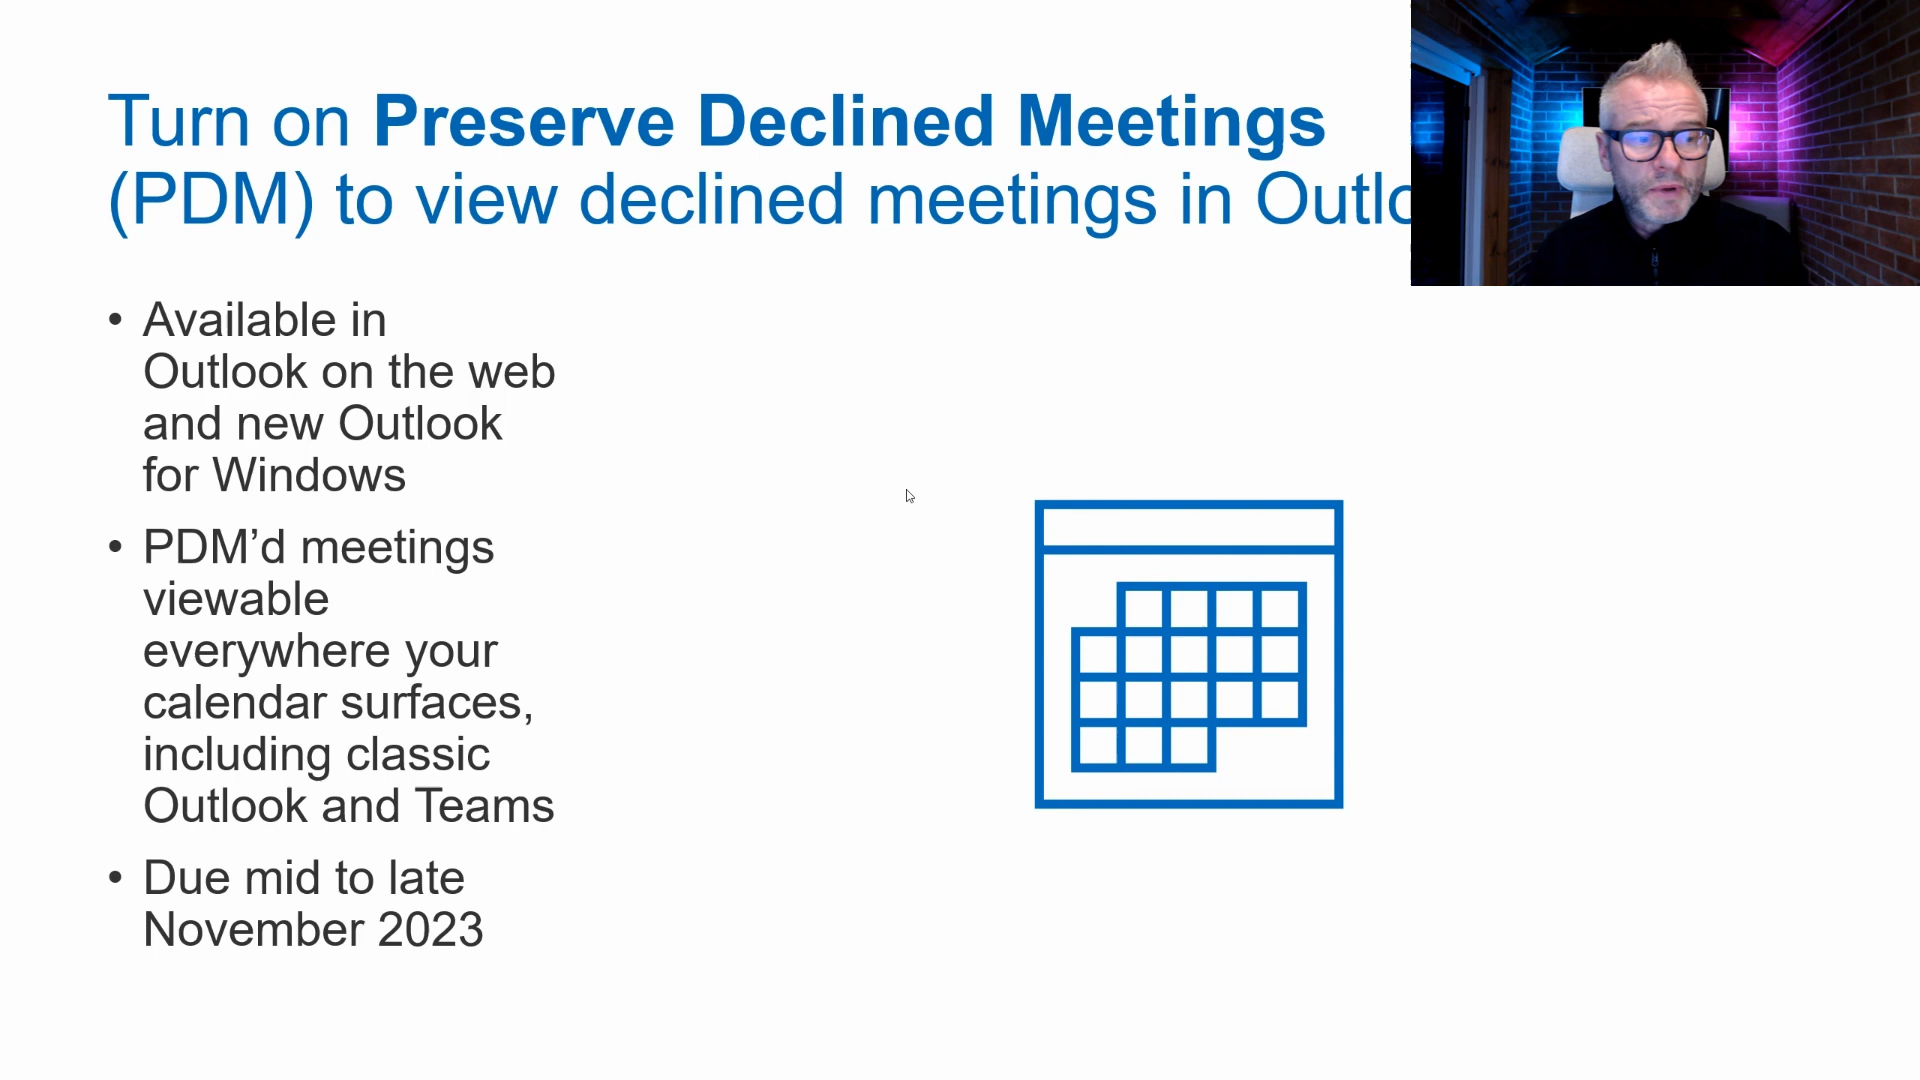 Turn on Preserve Declined Meetings
(PDM) to view declined meetings in
• Available in
Outlook on the web
and new Outlook
for Windows
• PDM’d meetings
viewable
everywhere your
calendar surfaces,
including classic
Outlook and Teams
• Due mid to late
November 2023